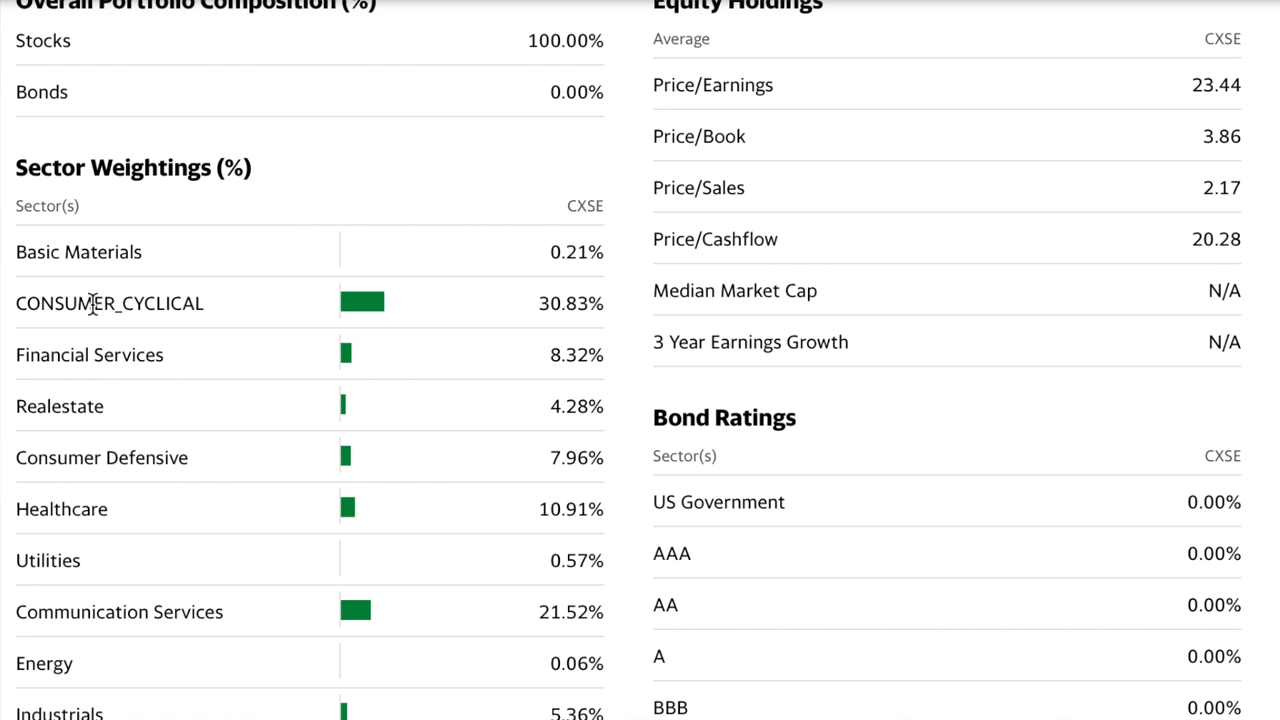 Overall Portfolio Composition (%)
Stocks 100.00%
Bonds 0.00%
Sector Weightings (%)
Sector(s) CXSE
Basic Materials 0.21%
CONSUMER_CYCLICAL 30.83%
Financial Services 8.32%
Realestate 4.28%
Consumer Defensive 7.96%
Healthcare 10.91%
Utilities 0.57%
Communication Services 21.52%
Energy 0.06%
Industrials 5.36%
Equity Holdings
Average CXSE
Price/Earnings 23.44
Price/Book 3.86
Price/Sales 2.17
Price/Cashflow 20.28
Median Market Cap N/A
3 Year Earnings Growth N/A
Bond Ratings
Sector(s) CXSE
US Government 0.00%
AAA 0.00%
AA 0.00%
A 0.00%
BBB 0.00%